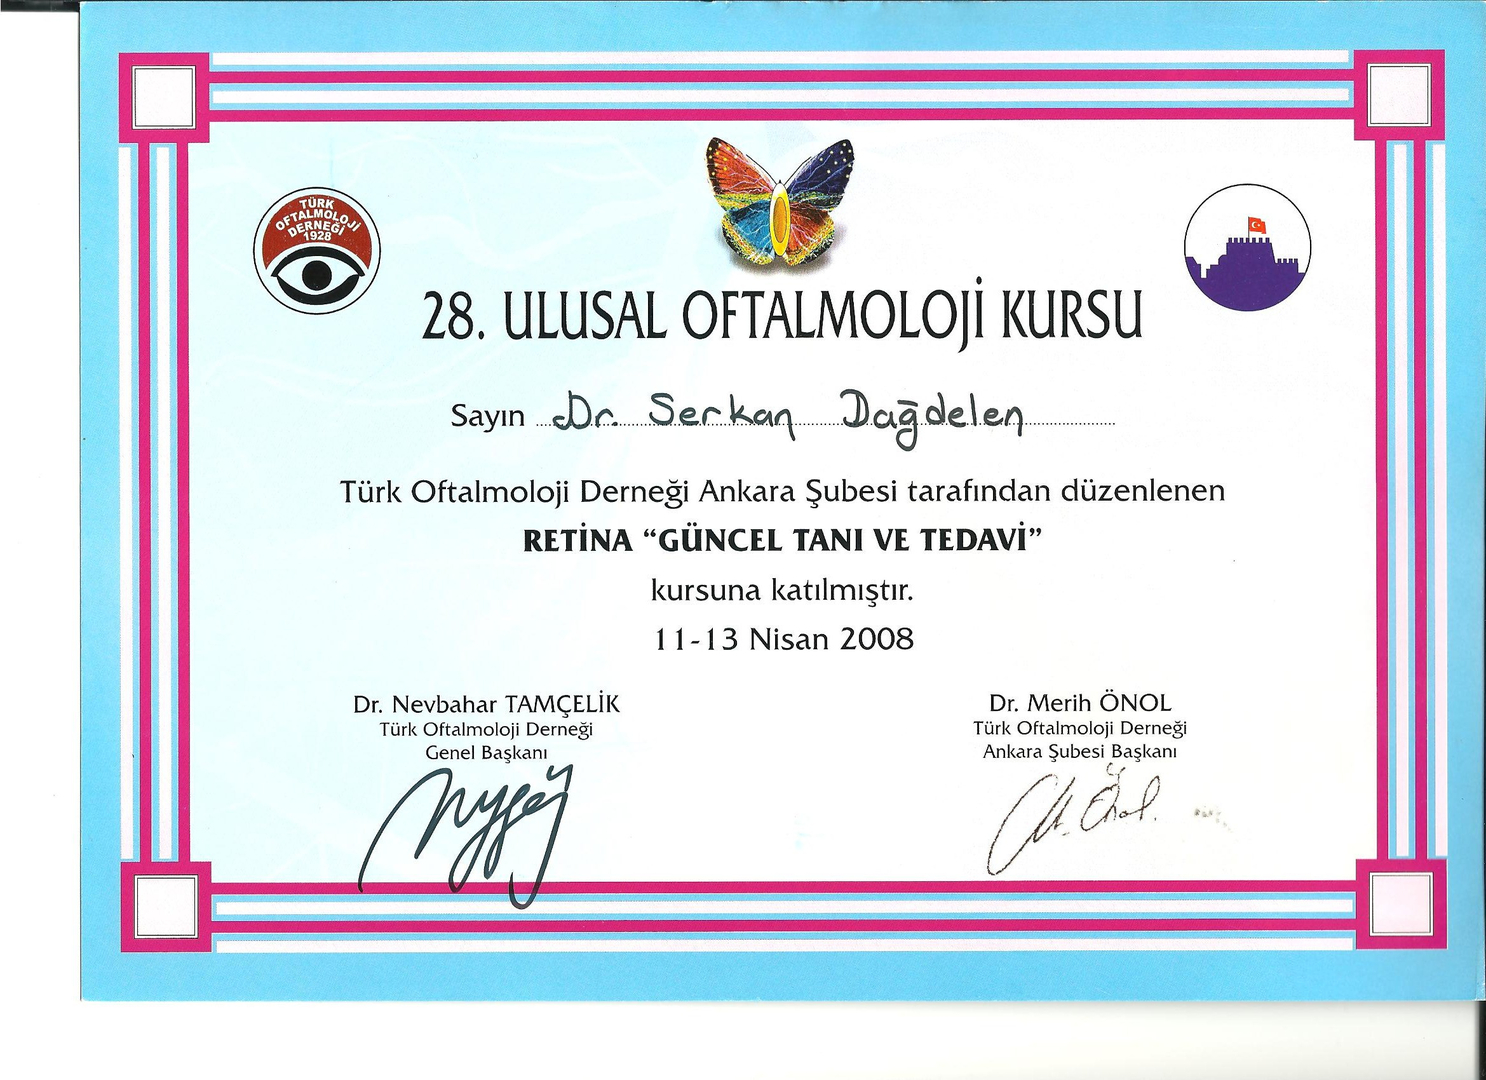 TÜRK
OFTALMOLOJİ
DERNEĞİ
1928
28. ULUSAL OFTALMOLOJİ KURSU
Sayın Dr. Serkan Dağdelen
Türk Oftalmoloji Derneği Ankara Şubesi tarafından düzenlenen
RETİNA “GÜNCEL TANI VE TEDAVİ”
kursuna katılmıştır.
11-13 Nisan 2008
Dr. Nevbahar TAMÇELİK
Türk Oftalmoloji Derneği
Genel Başkanı
Dr. Merih ÖNOL
Türk Oftalmoloji Derneği
Ankara Şubesi Başkanı
M. Önol.